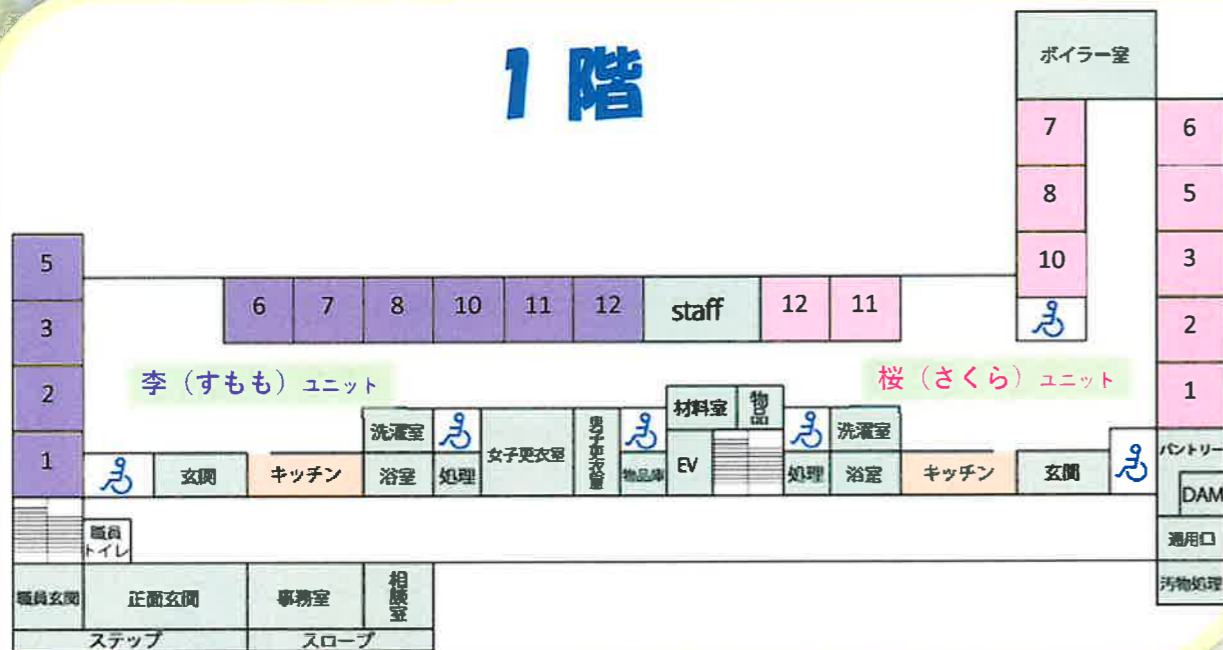 1 階
ボイラー室
7
6
8
5
10
3
2
1
5
3
2
1
6
7
8
10
11
12
staff
12
11
李（すもも）ユニット
桜（さくら）ユニット
材料室
物品
洗濯室
女子更衣室
男子更衣室
洗濯室
玄関
キッチン
浴室
処理
物品庫
EV
処理
浴室
キッチン
玄関
パントリー
DAM
職員
トイレ
通用口
職員玄関
正面玄関
事務室
相談室
汚物処理
ステップ
スロープ